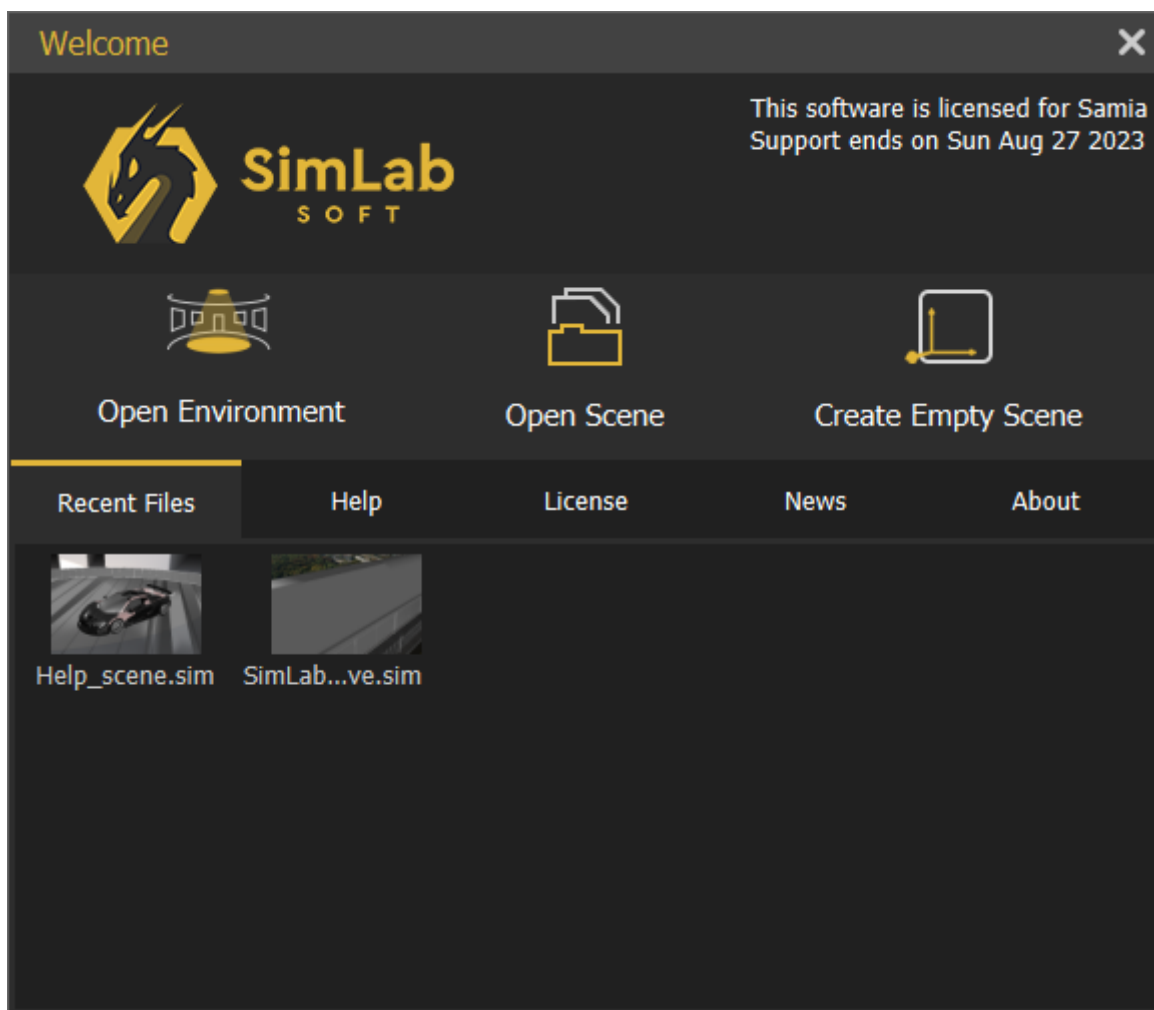 Welcome
This software is licensed for Samia
Support ends on Sun Aug 27 2023
SimLab
SOFT
Open Environment
Open Scene
Create Empty Scene
Recent Files
Help
License
News
About
Help_scene.sim
SimLab...ve.sim